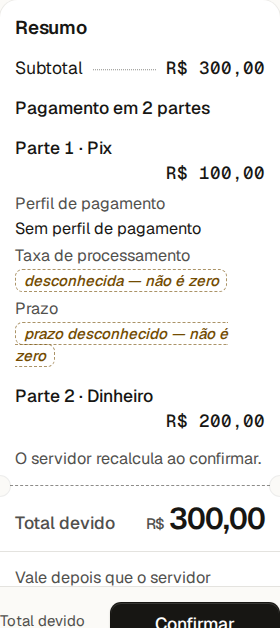 Resumo
Subtotal R$ 300,00
Pagamento em 2 partes
Parte 1 · Pix
R$ 100,00
Perfil de pagamento
Sem perfil de pagamento
Taxa de processamento
desconhecida — não é zero
Prazo
prazo desconhecido — não é
zero
Parte 2 · Dinheiro
R$ 200,00
O servidor recalcula ao confirmar.
Total devido R$ 300,00
Vale depois que o servidor
Total devido Confirmar